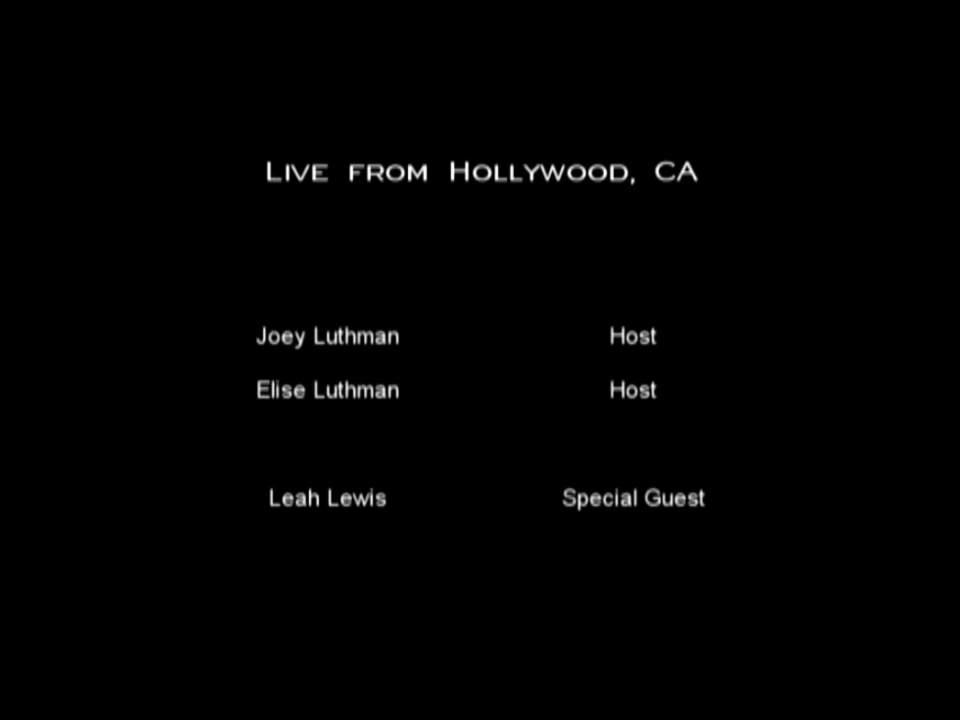 Live from Hollywood, CA
Joey Luthman Host
Elise Luthman Host
Leah Lewis Special Guest